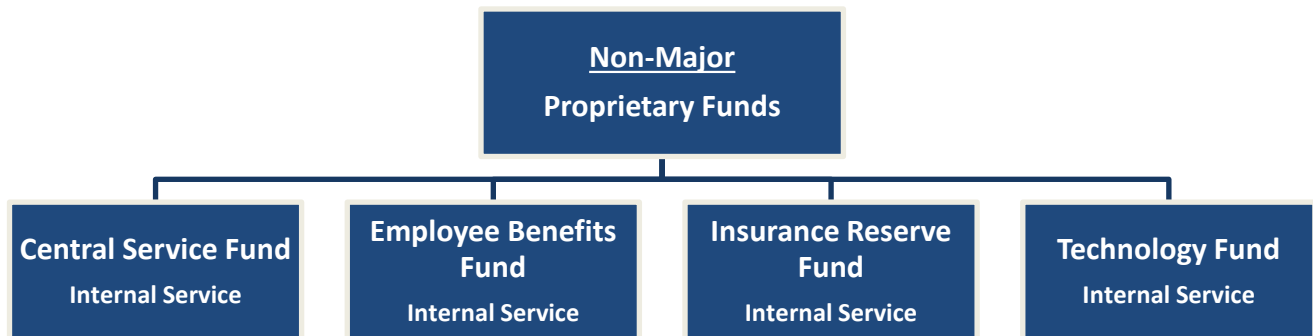 Non-Major
Proprietary Funds
Central Service Fund
Internal Service
Employee Benefits
Fund
Internal Service
Insurance Reserve
Fund
Internal Service
Technology Fund
Internal Service